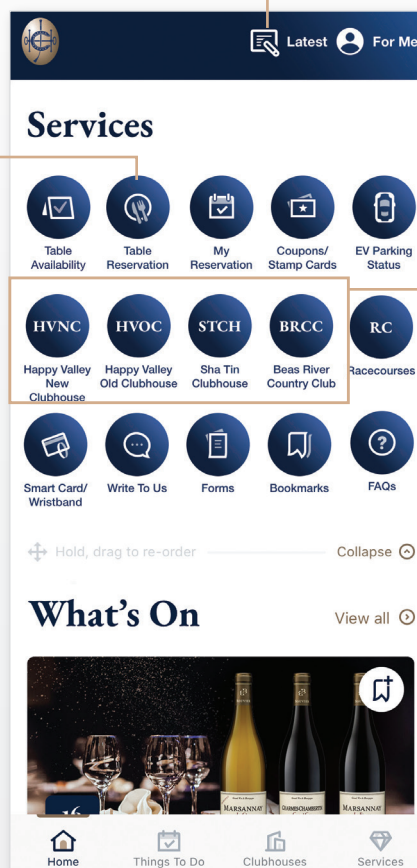 Latest For Me
Services
Table Availability
Table Reservation
My Reservation
Coupons/ Stamp Cards
EV Parking Status
HVNC
HVOC
STCH
BRCC
RC
Happy Valley New Clubhouse
Happy Valley Old Clubhouse
Sha Tin Clubhouse
Beas River Country Club
Racecourses
Smart Card/ Wristband
Write To Us
Forms
Bookmarks
FAQs
Hold, drag to re-order
Collapse
What's On
View all
MARSANNAY
CHARMES-CHAMBERTIN
MARSANNAY
Home
Things To Do
Clubhouses
Services